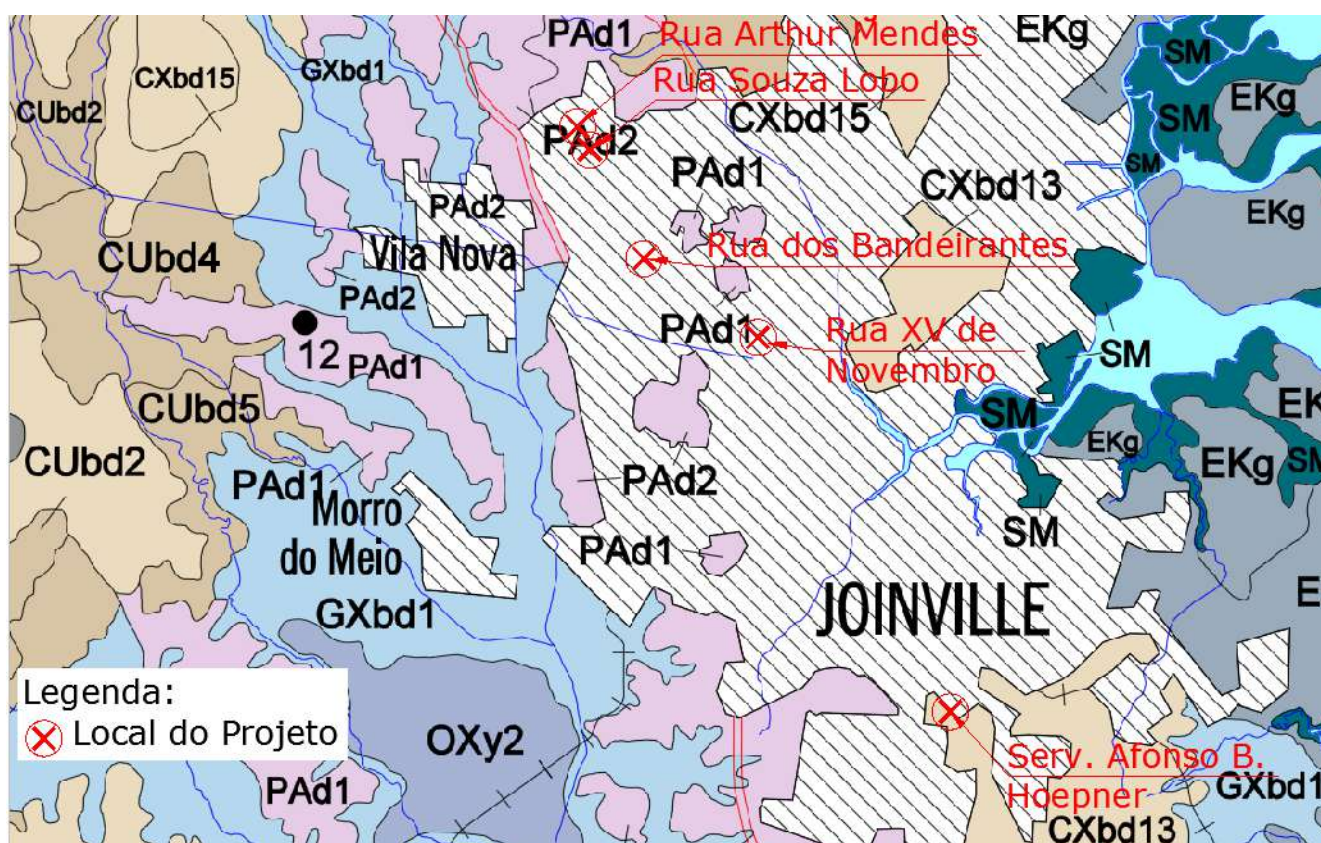 PAd1
Rua Arthur Mendes
EKg
SM
CXbd15
GXbd1
Rua Souza Lobo
EKg
CUbd2
CXbd15
SM
PAd2
PAd1
SM
CXbd13
PAd2
EKg
Vila Nova
Rua dos Bandeirantes
CUbd4
PAd2
12
PAd1
PAd1
Rua XV de
Novembro
SM
CUbd5
SM
EKg
EKg
SM
CUbd2
PAd1
PAd2
Morro
do Meio
SM
PAd1
GXbd1
JOINVILLE
Legenda:
Local do Projeto
OXy2
Serv. Afonso B.
Hoepner
PAd1
GXbd1
CXbd13